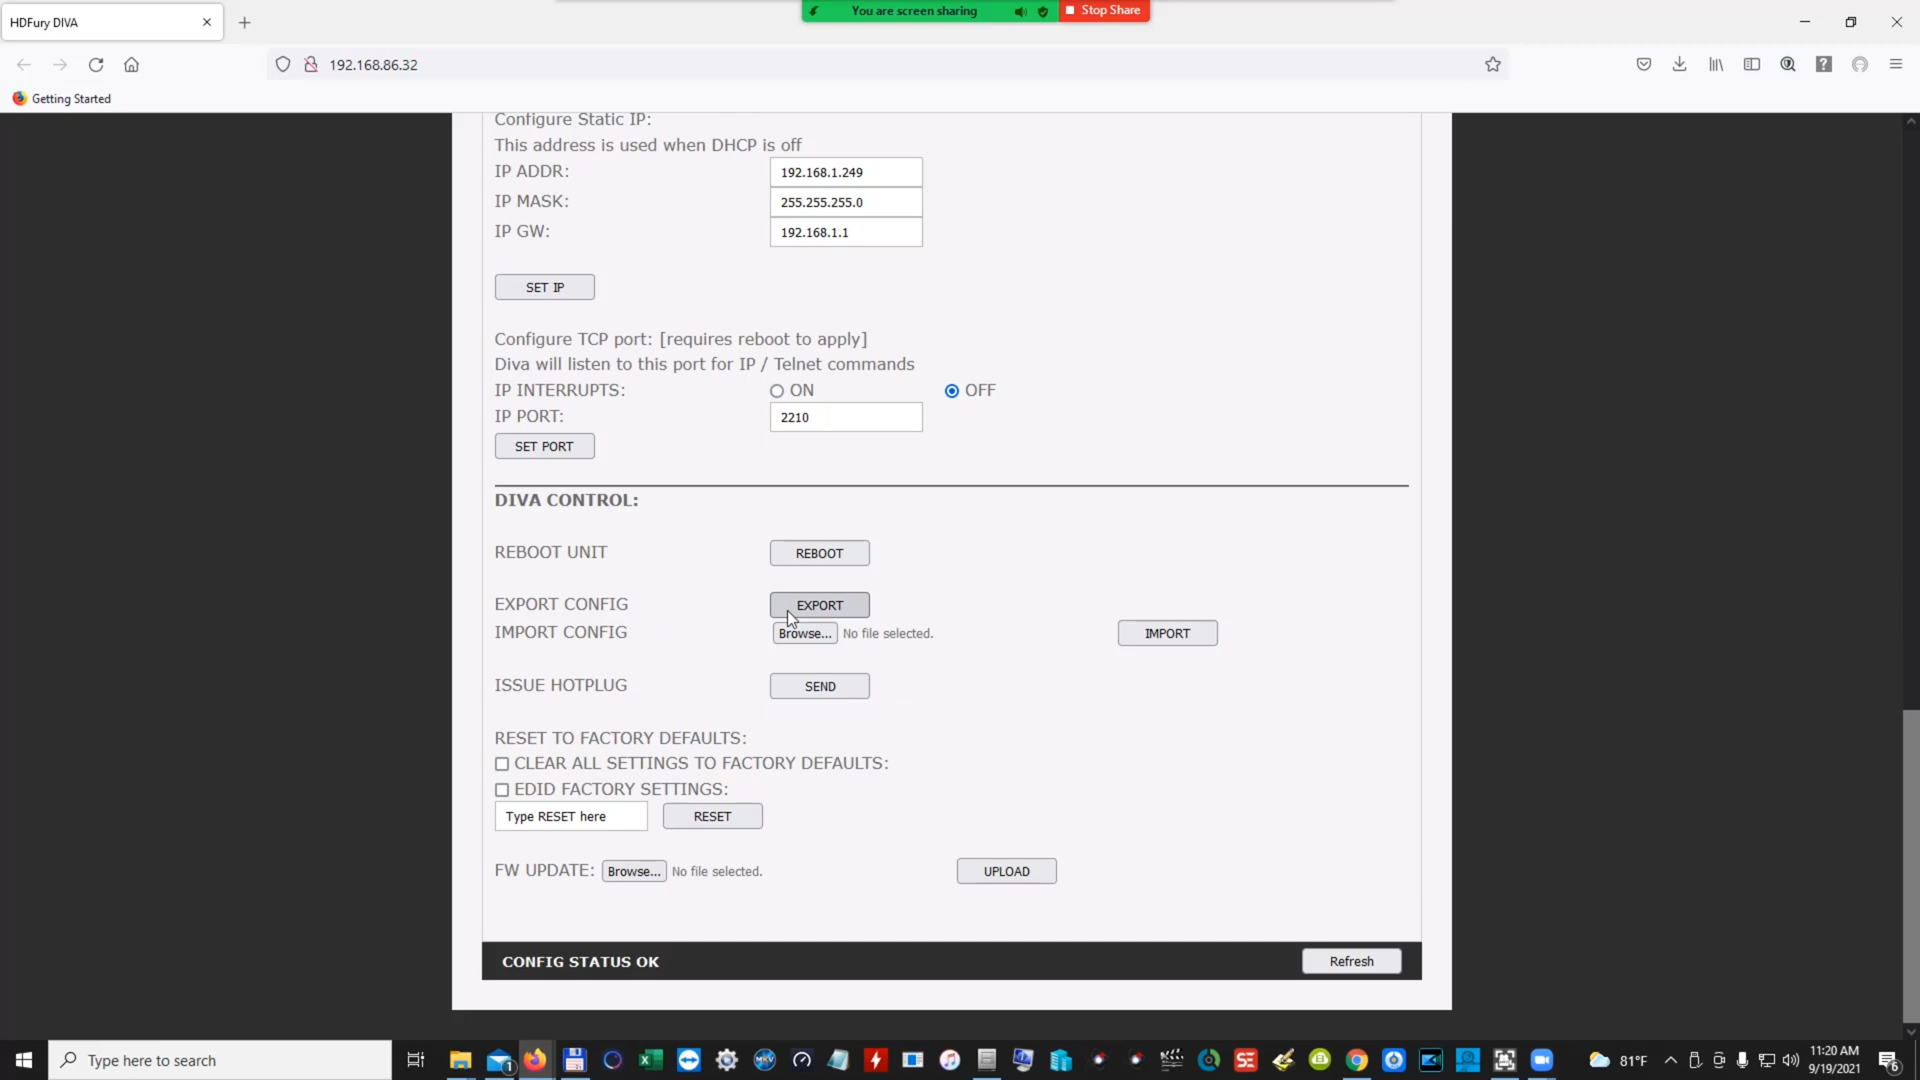 HDFury DIVA
You are screen sharing
Stop Share
192.168.86.32
Getting Started
Configure Static IP:
This address is used when DHCP is off
IP ADDR: 192.168.1.249
IP MASK: 255.255.255.0
IP GW: 192.168.1.1
SET IP
Configure TCP port: [requires reboot to apply]
Diva will listen to this port for IP / Telnet commands
IP INTERRUPTS: ON OFF
IP PORT: 2210
SET PORT
DIVA CONTROL:
REBOOT UNIT REBOOT
EXPORT CONFIG EXPORT
IMPORT CONFIG Browse... No file selected. IMPORT
ISSUE HOTPLUG SEND
RESET TO FACTORY DEFAULTS:
CLEAR ALL SETTINGS TO FACTORY DEFAULTS:
EDID FACTORY SETTINGS:
Type RESET here RESET
FW UPDATE: Browse... No file selected. UPLOAD
CONFIG STATUS OK Refresh
Type here to search
1
MKV
SE
81°F
11:20 AM
9/19/2021
6